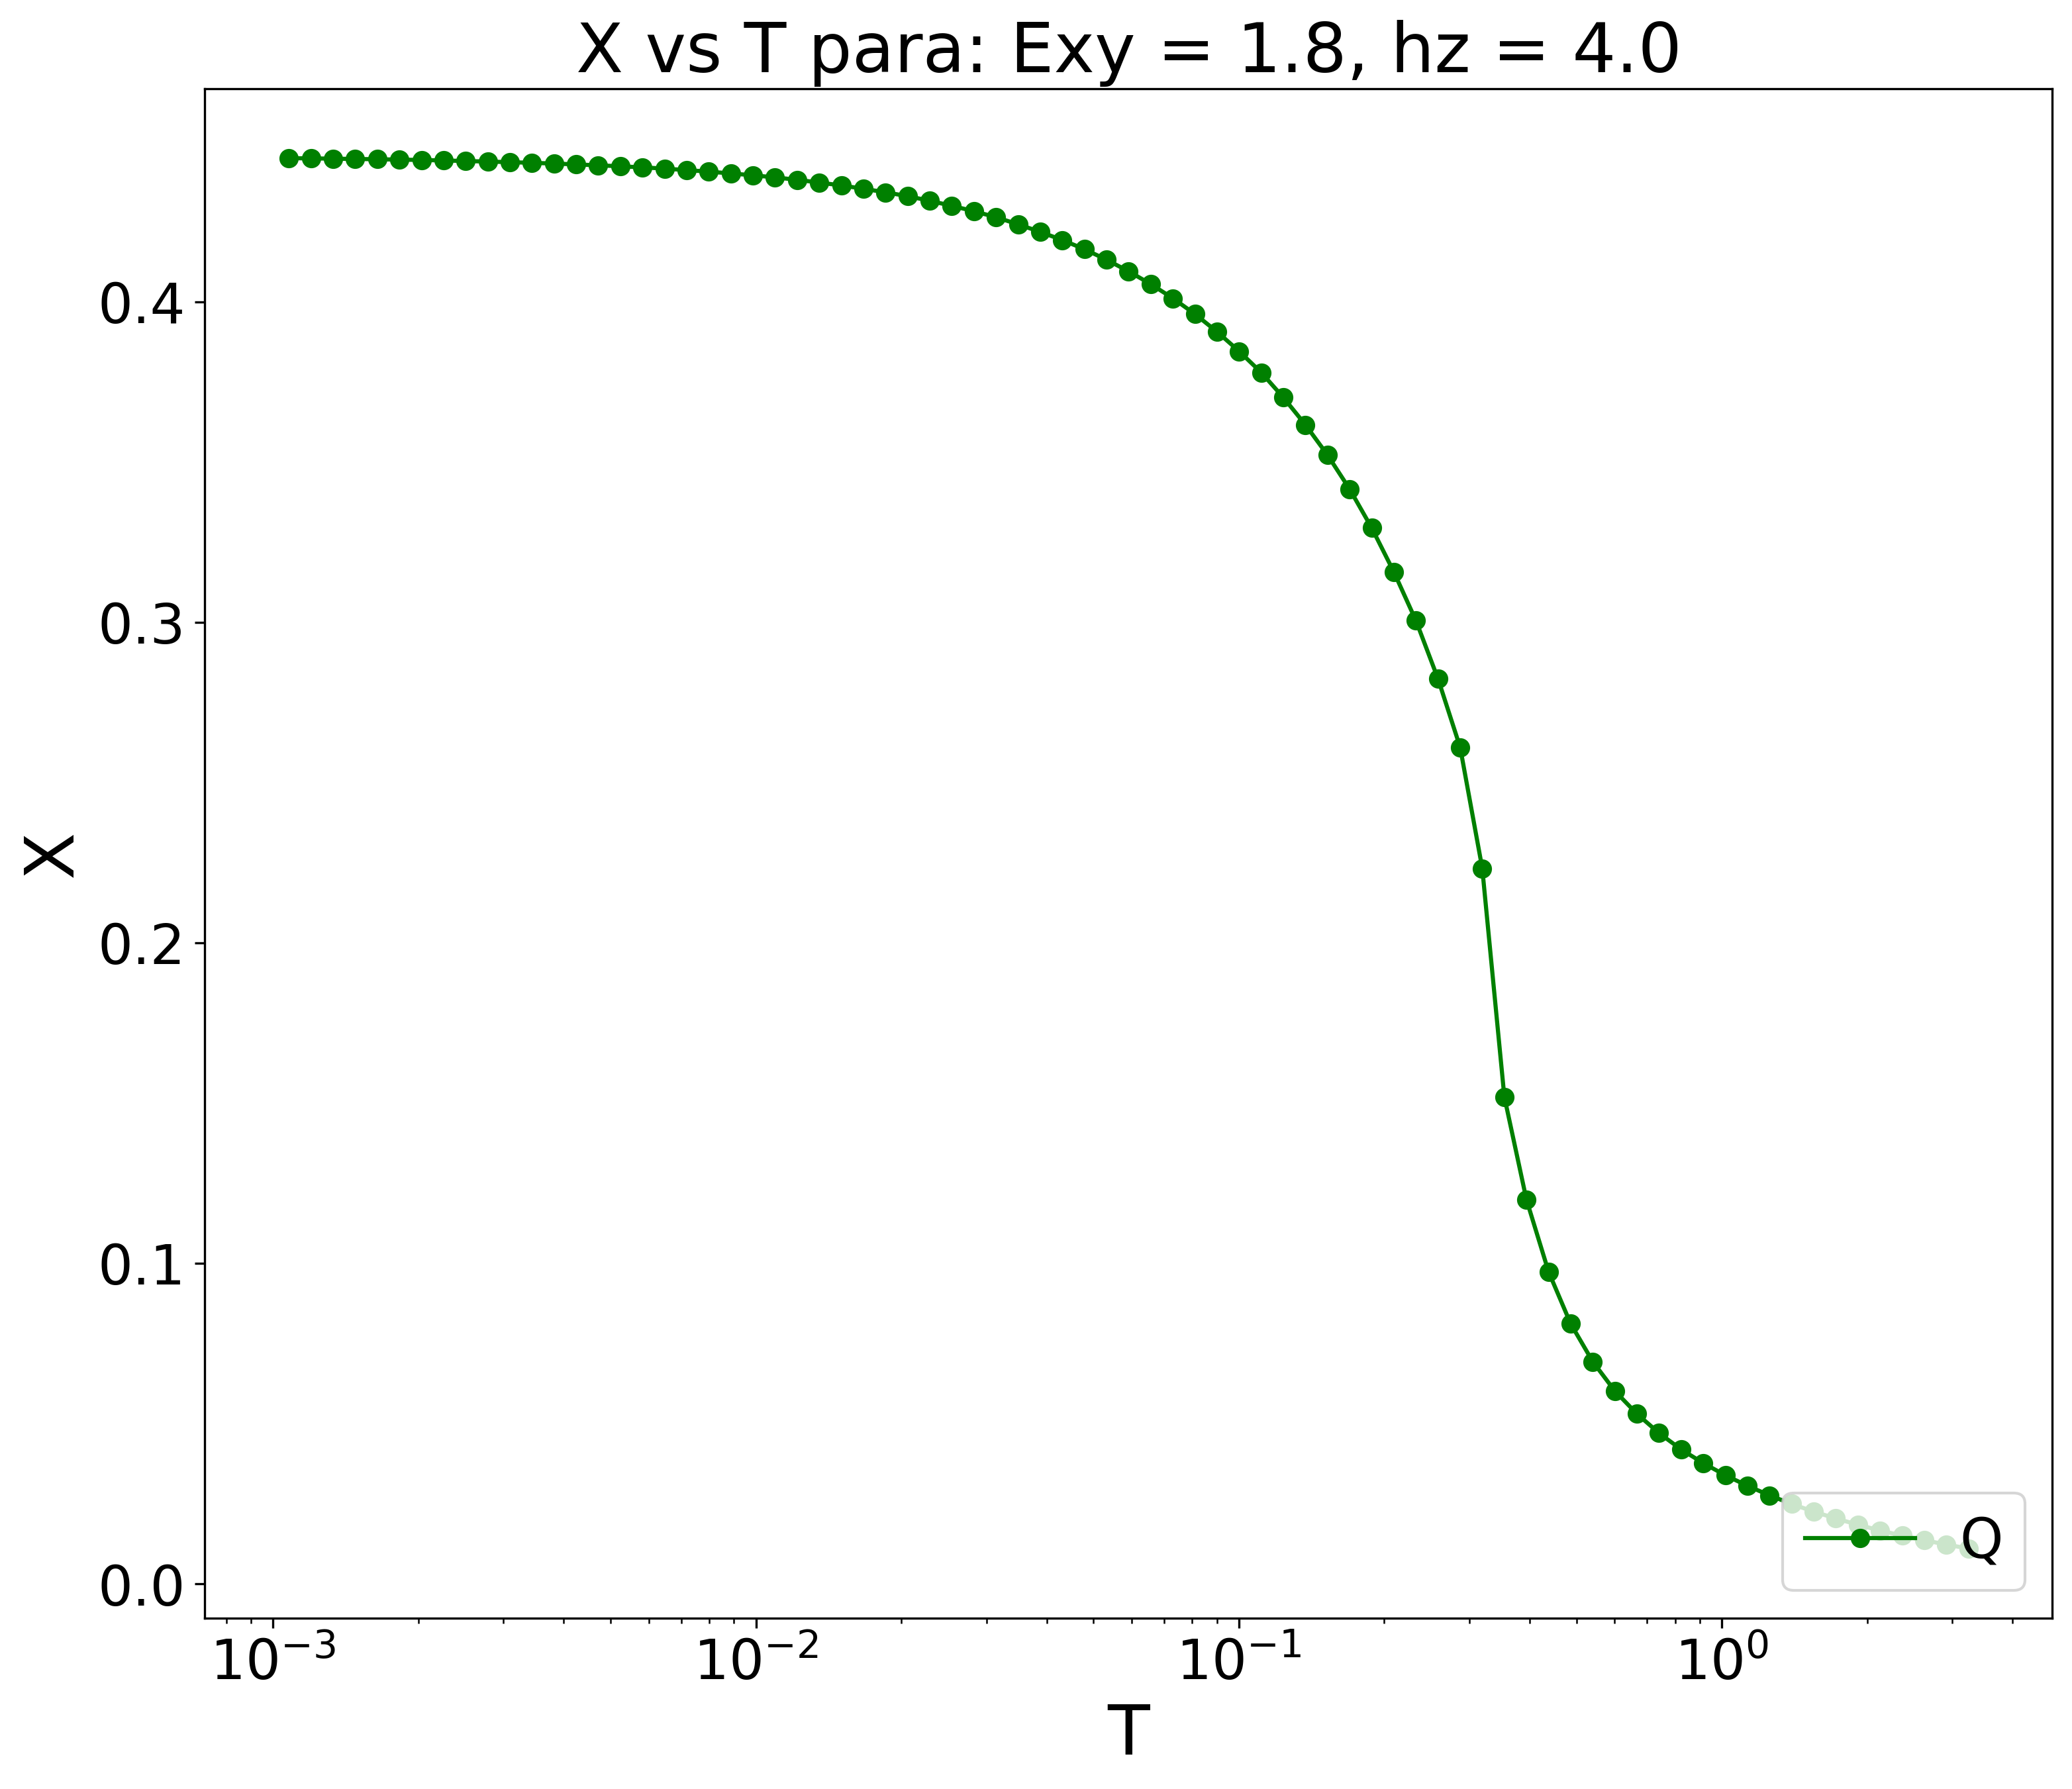 X vs T para: Exy = 1.8, hz = 4.0
X
0.4
0.3
0.2
0.1
0.0
10⁻³ 10⁻² 10⁻¹ 10⁰
T
Q